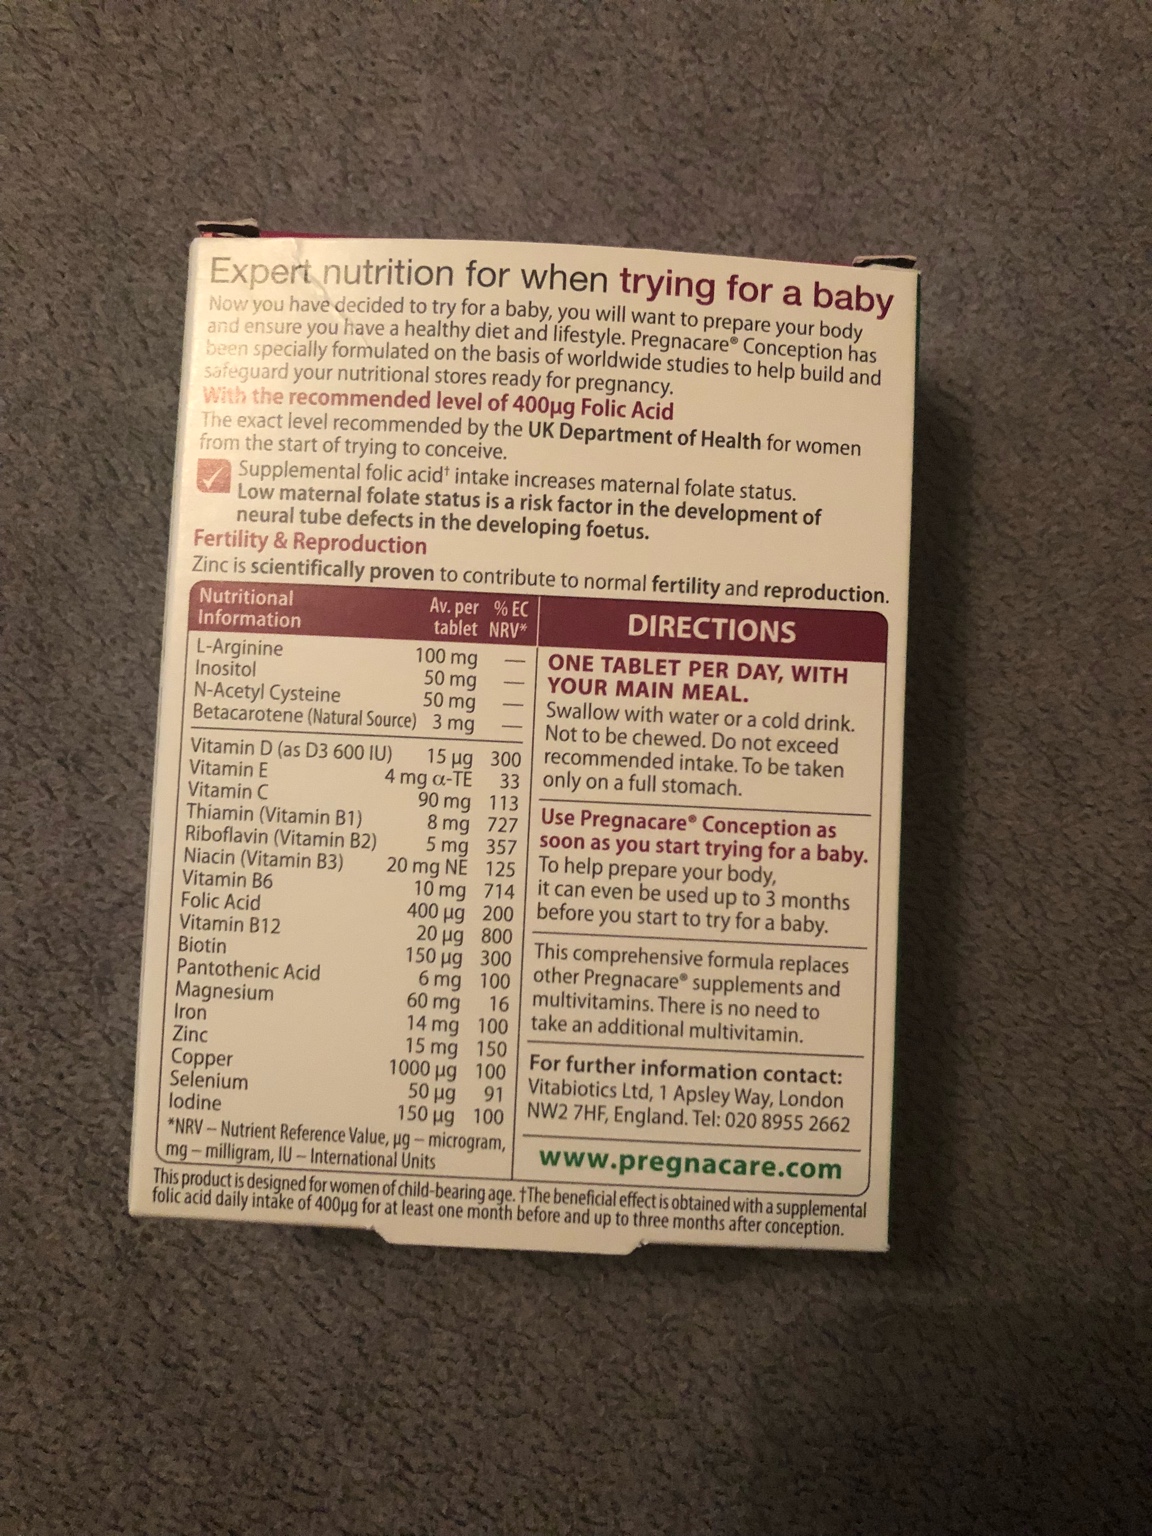 Expert nutrition for when trying for a baby
Now you have decided to try for a baby, you will want to prepare your body
and ensure you have a healthy diet and lifestyle. Pregnacare® Conception has
been specially formulated on the basis of worldwide studies to help build and
safeguard your nutritional stores ready for pregnancy.
With the recommended level of 400µg Folic Acid
The exact level recommended by the UK Department of Health for women
from the start of trying to conceive.
Supplemental folic acid† intake increases maternal folate status.
Low maternal folate status is a risk factor in the development of
neural tube defects in the developing foetus.
Fertility & Reproduction
Zinc is scientifically proven to contribute to normal fertility and reproduction.
Nutritional Av. per % EC
Information tablet NRV*
L-Arginine 100 mg —
Inositol 50 mg —
N-Acetyl Cysteine 50 mg —
Betacarotene (Natural Source) 3 mg —
Vitamin D (as D3 600 IU) 15 µg 300
Vitamin E 4 mg α-TE 33
Vitamin C 90 mg 113
Thiamin (Vitamin B1) 8 mg 727
Riboflavin (Vitamin B2) 5 mg 357
Niacin (Vitamin B3) 20 mg NE 125
Vitamin B6 10 mg 714
Folic Acid 400 µg 200
Vitamin B12 20 µg 800
Biotin 150 µg 300
Pantothenic Acid 6 mg 100
Magnesium 60 mg 16
Iron 14 mg 100
Zinc 15 mg 150
Copper 1000 µg 100
Selenium 50 µg 91
Iodine 150 µg 100
*NRV – Nutrient Reference Value, µg – microgram,
mg – milligram, IU – International Units
DIRECTIONS
ONE TABLET PER DAY, WITH
YOUR MAIN MEAL.
Swallow with water or a cold drink.
Not to be chewed. Do not exceed
recommended intake. To be taken
only on a full stomach.
Use Pregnacare® Conception as
soon as you start trying for a baby.
To help prepare your body,
it can even be used up to 3 months
before you start to try for a baby.
This comprehensive formula replaces
other Pregnacare® supplements and
multivitamins. There is no need to
take an additional multivitamin.
For further information contact:
Vitabiotics Ltd, 1 Apsley Way, London
NW2 7HF, England. Tel: 020 8955 2662
www.pregnacare.com
This product is designed for women of child-bearing age. †The beneficial effect is obtained with a supplemental
folic acid daily intake of 400µg for at least one month before and up to three months after conception.